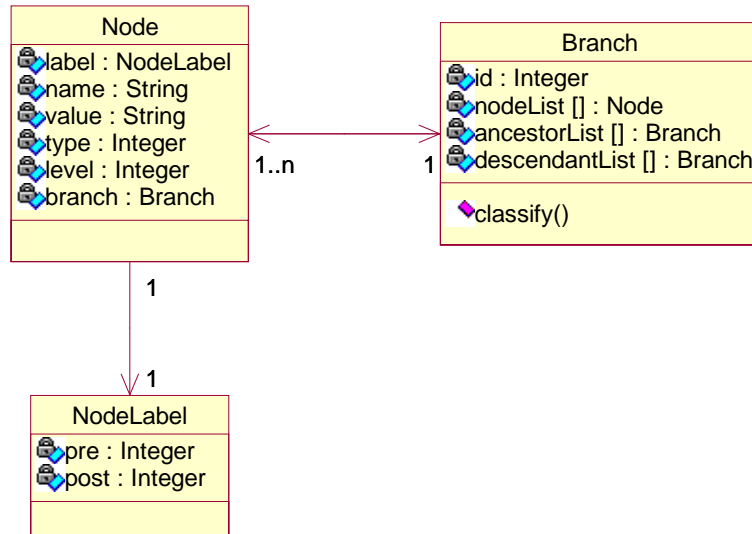 Node
label : NodeLabel
name : String
value : String
type : Integer
level : Integer
branch : Branch
Branch
id : Integer
nodeList [] : Node
ancestorList [] : Branch
descendantList [] : Branch
classify()
1..n
1
1
1
NodeLabel
pre : Integer
post : Integer